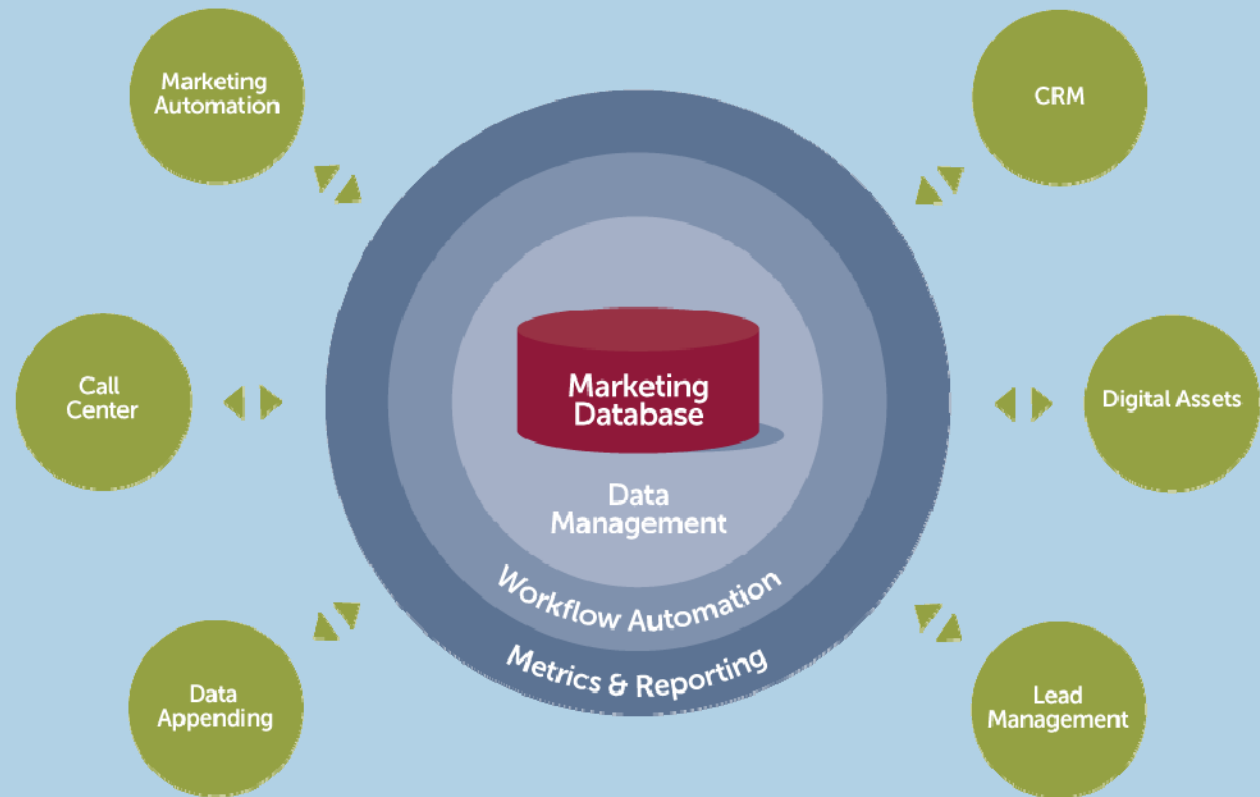 Marketing
Automation
CRM
Call
Center
Marketing
Database
Digital Assets
Data
Management
Workflow Automation
Metrics & Reporting
Data
Appending
Lead
Management